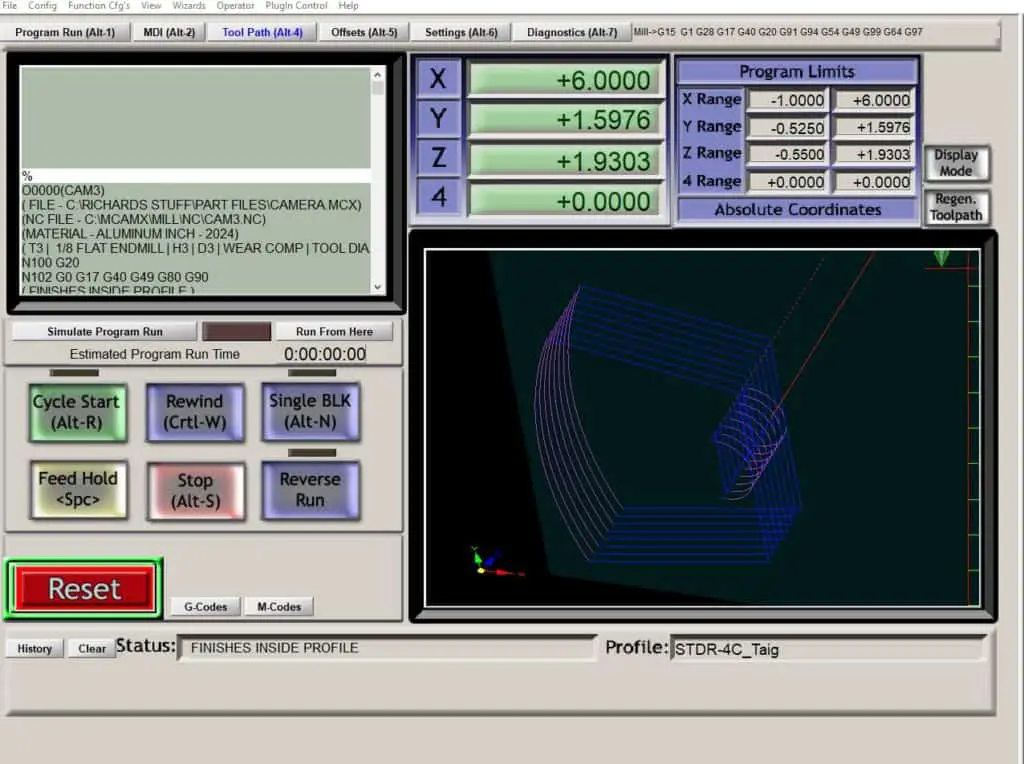 File Config Function Cfg's View Wizards Operator PlugIn Control Help
Program Run (Alt-1) MDI (Alt-2) Tool Path (Alt-4) Offsets (Alt-5) Settings (Alt-6) Diagnostics (Alt-7) Mill->G15 G1 G28 G17 G40 G20 G91 G94 G54 G49 G99 G64 G97
%
O0000(CAM3)
( FILE - C:\RICHARDS STUFF\PART FILES\CAMERA.MCX)
(NC FILE - C:\MCAMX\MILL\NC\CAM3.NC)
(MATERIAL - ALUMINUM INCH - 2024)
( T3 | 1/8 FLAT ENDMILL | H3 | D3 | WEAR COMP | TOOL DIA
N100 G20
N102 G0 G17 G40 G49 G80 G90
( FINISHES INSIDE PROFILE )
X +6.0000
Y +1.5976
Z +1.9303
4 +0.0000
Program Limits
X Range -1.0000 +6.0000
Y Range -0.5250 +1.5976
Z Range -0.5500 +1.9303
4 Range +0.0000 +0.0000
Absolute Coordinates
Display
Mode
Regen.
Toolpath
Simulate Program Run Run From Here
Estimated Program Run Time 0:00:00:00
Cycle Start
(Alt-R)
Rewind
(Crtl-W)
Single BLK
(Alt-N)
Feed Hold
<Spc>
Stop
(Alt-S)
Reverse
Run
Reset
G-Codes M-Codes
History Clear Status: FINISHES INSIDE PROFILE Profile: STDR-4C_Taig